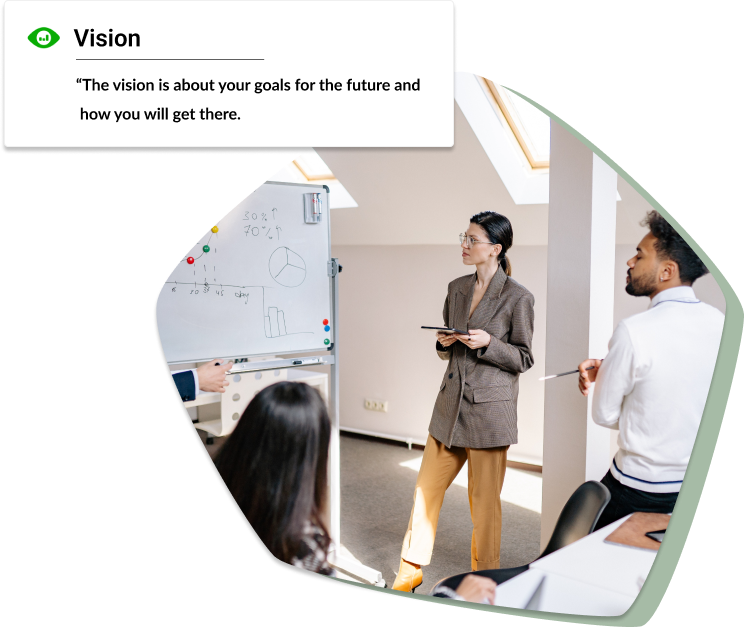 Vision
“The vision is about your goals for the future and
how you will get there.
30% ↑
70% ↑